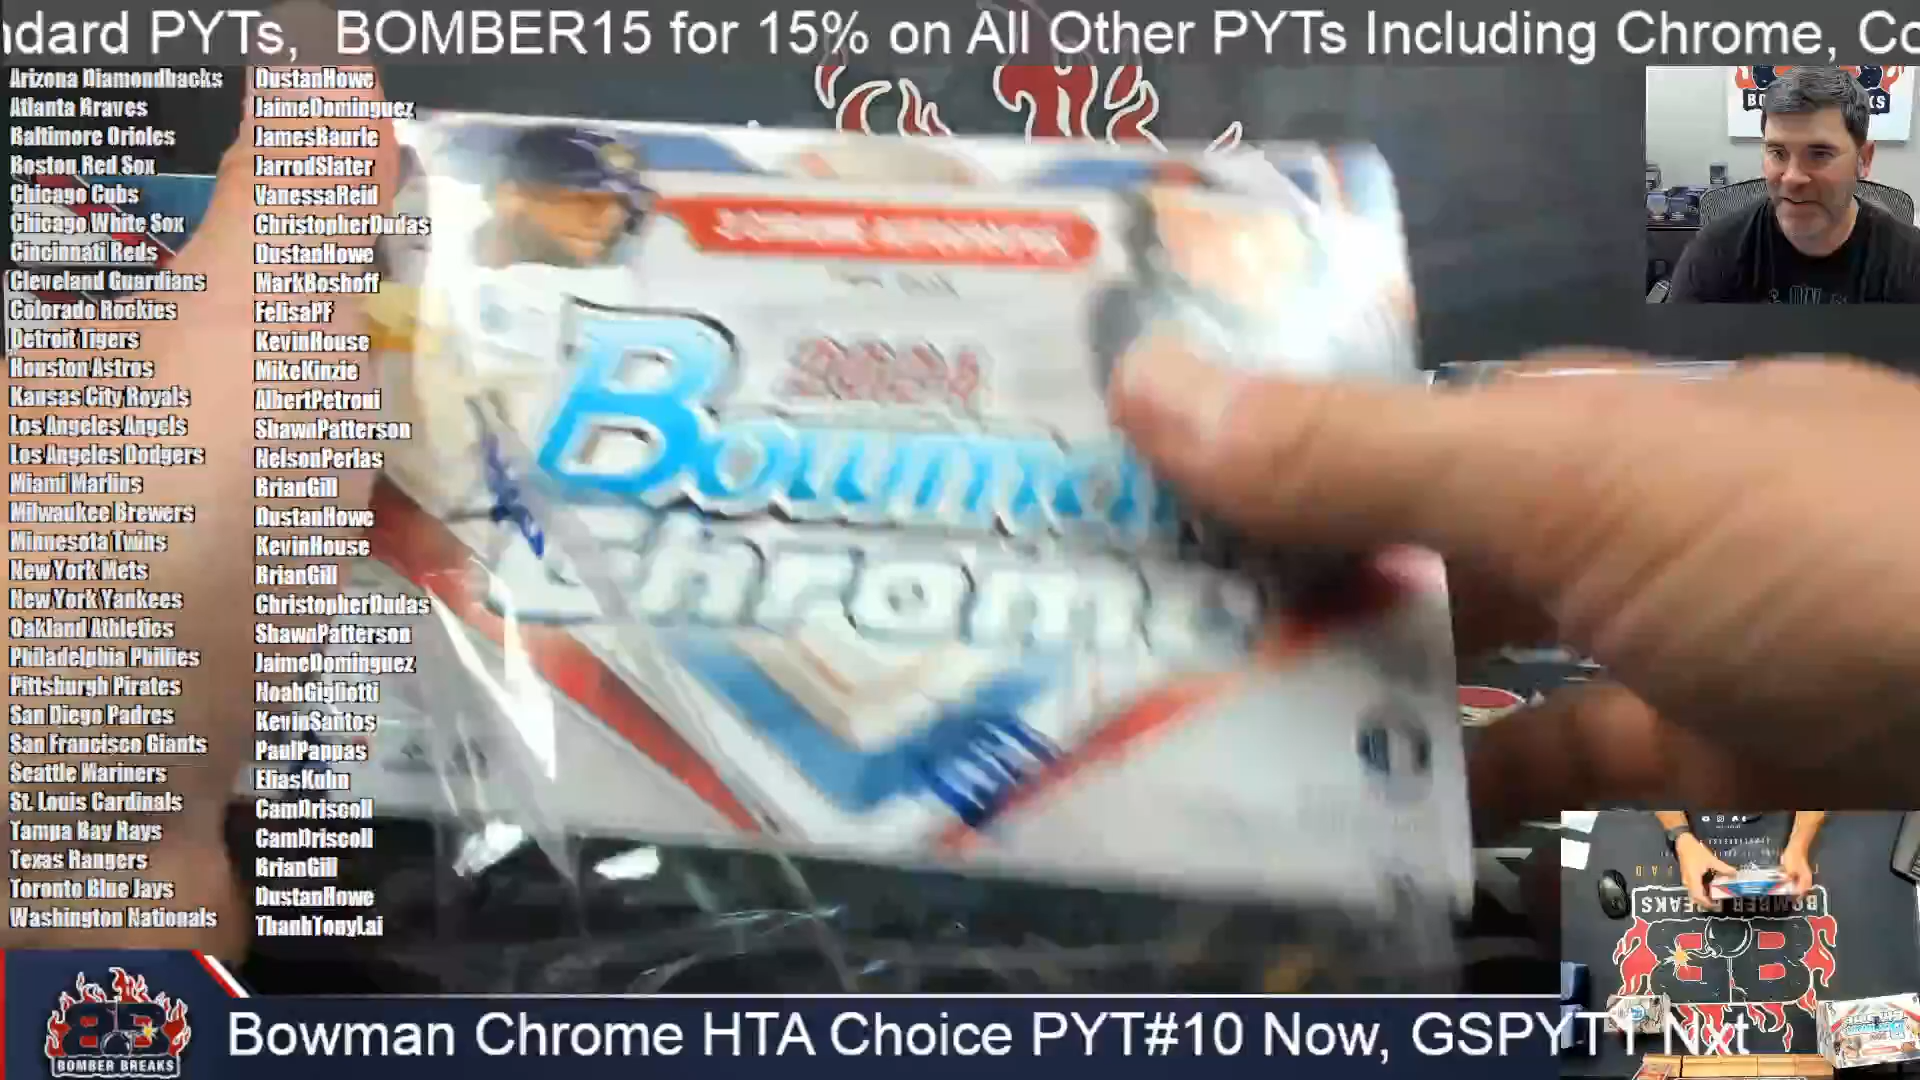 ndard PYTs, BOMBER15 for 15% on All Other PYTs Including Chrome, Co
Arizona Diamondbacks DustanHowe
Atlanta Braves JaimeDominguez
Baltimore Orioles JamesBaurle
Boston Red Sox JarrodSlater
Chicago Cubs VanessaReid
Chicago White Sox ChristopherDudas
Cincinnati Reds DustanHowe
Cleveland Guardians MarkBoshoff
Colorado Rockies FelisaPF
Detroit Tigers KevinHouse
Houston Astros MikeKinzie
Kansas City Royals AlbertPetroni
Los Angeles Angels ShawnPatterson
Los Angeles Dodgers NelsonPerlas
Miami Marlins BrianGill
Milwaukee Brewers DustanHowe
Minnesota Twins KevinHouse
New York Mets BrianGill
New York Yankees ChristopherDudas
Oakland Athletics ShawnPatterson
Philadelphia Phillies JaimeDominguez
Pittsburgh Pirates NoahGigliotti
San Diego Padres KevinSantos
San Francisco Giants PaulPappas
Seattle Mariners EliasKuhn
St. Louis Cardinals CamDriscoll
Tampa Bay Rays CamDriscoll
Texas Rangers BrianGill
Toronto Blue Jays DustanHowe
Washington Nationals ThanhTonyLai
2024
Bowman
Chrome
BOMBER BREAKS
BB
BOMBER BREAKS
Bowman Chrome HTA Choice PYT#10 Now, GSPYT1 Nxt